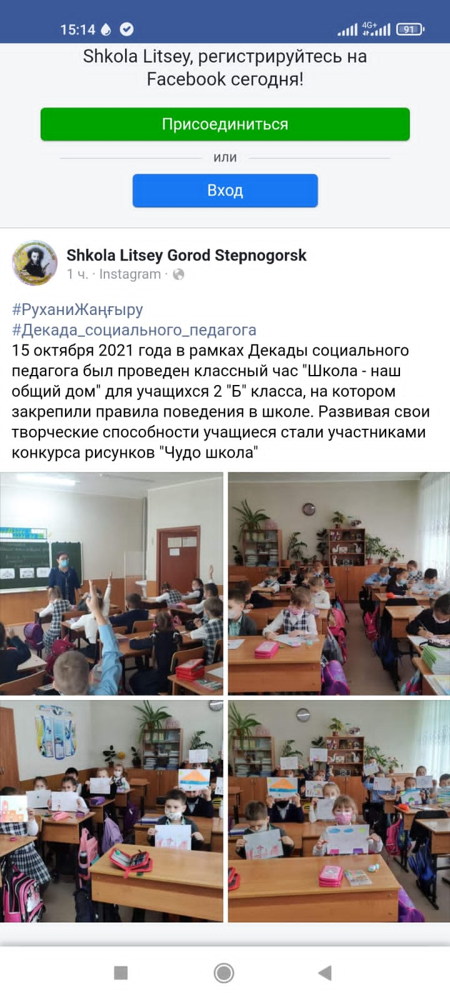 15:14
4G+
91
Shkola Litsey, регистрируйтесь на
Facebook сегодня!
Присоединиться
или
Вход
Shkola Litsey Gorod Stepnogorsk
1 ч. · Instagram ·
#РуханиЖаңғыру
#Декада_социального_педагога
15 октября 2021 года в рамках Декады социального
педагога был проведен классный час "Школа - наш
общий дом" для учащихся 2 "Б" класса, на котором
закрепили правила поведения в школе. Развивая свои
творческие способности учащиеся стали участниками
конкурса рисунков "Чудо школа"